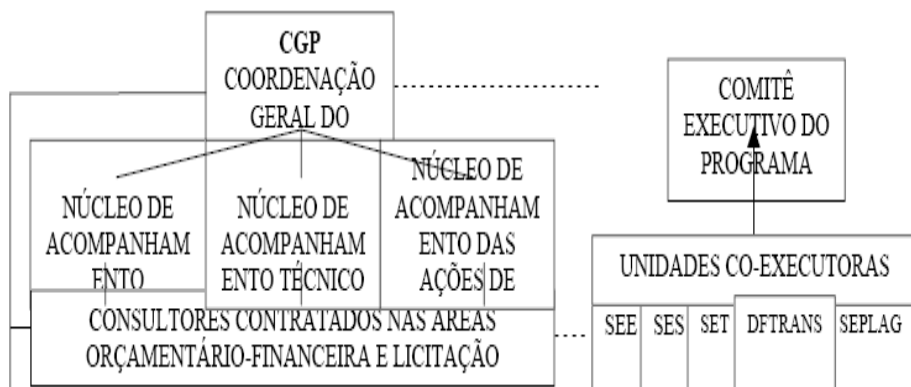 CGP
COORDENAÇÃO
GERAL DO
NÚCLEO DE
ACOMPANHAM
ENTO
NÚCLEO DE
ACOMPANHAM
ENTO TÉCNICO
NÚCLEO DE
ACOMPANHAM
ENTO DAS
AÇÕES DE
CONSULTORES CONTRATADOS NAS ÁREAS
ORÇAMENTÁRIO-FINANCEIRA E LICITAÇÃO
COMITÊ
EXECUTIVO DO
PROGRAMA
UNIDADES CO-EXECUTORAS
SEE
SES
SET
DFTRANS
SEPLAG